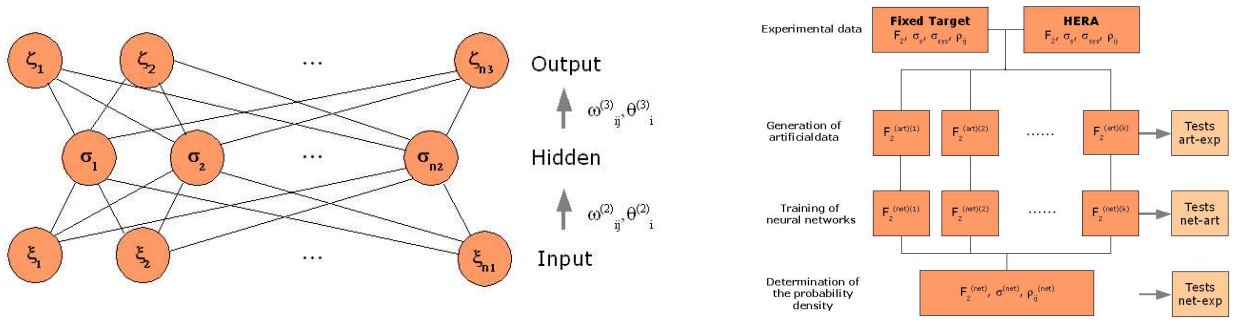 ζ₁ ζ₂ ... ζₙ₃ Output
ω⁽³⁾ᵢⱼ,θ⁽³⁾ᵢ
σ₁ σ₂ ... σₙ₂ Hidden
ω⁽²⁾ᵢⱼ,θ⁽²⁾ᵢ
ξ₁ ξ₂ ... ξₙ₁ Input
Experimental data
Fixed Target
F₂, σₛ, σₛᵧₛ, ρᵢⱼ
HERA
F₂, σₛ, σₛᵧₛ, ρᵢⱼ
Generation of
artificialdata
F₂⁽ᵃʳᵗ⁾⁽¹⁾ F₂⁽ᵃʳᵗ⁾⁽²⁾ ...... F₂⁽ᵃʳᵗ⁾⁽ᵏ⁾
Tests
art-exp
Training of
neural networks
F₂⁽ⁿᵉᵗ⁾⁽¹⁾ F₂⁽ⁿᵉᵗ⁾⁽²⁾ ...... F₂⁽ⁿᵉᵗ⁾⁽ᵏ⁾
Tests
net-art
Determination of
the probability
density
F₂⁽ⁿᵉᵗ⁾, σ⁽ⁿᵉᵗ⁾, ρᵢⱼ⁽ⁿᵉᵗ⁾
Tests
net-exp